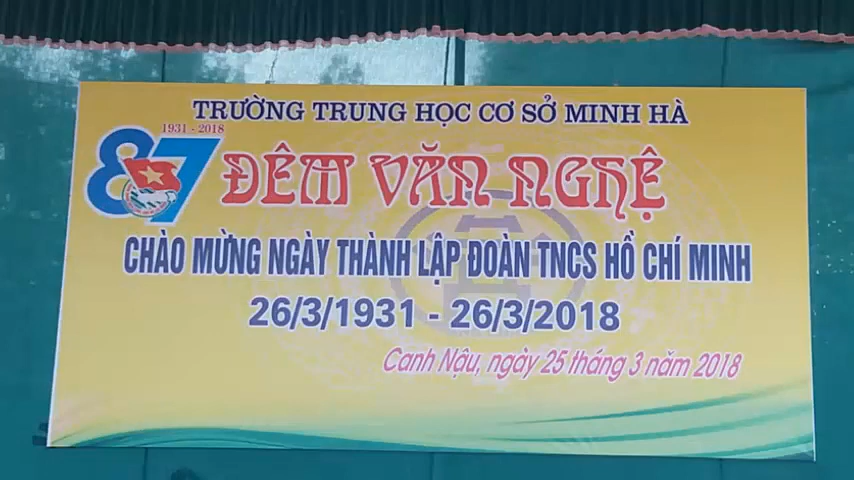 TRƯỜNG TRUNG HỌC CƠ SỞ MINH HÀ
1931 - 2018
87
ĐÊM VĂN NGHỆ
CHÀO MỪNG NGÀY THÀNH LẬP ĐOÀN TNCS HỒ CHÍ MINH
26/3/1931 - 26/3/2018
Canh Nậu, ngày 25 tháng 3 năm 2018